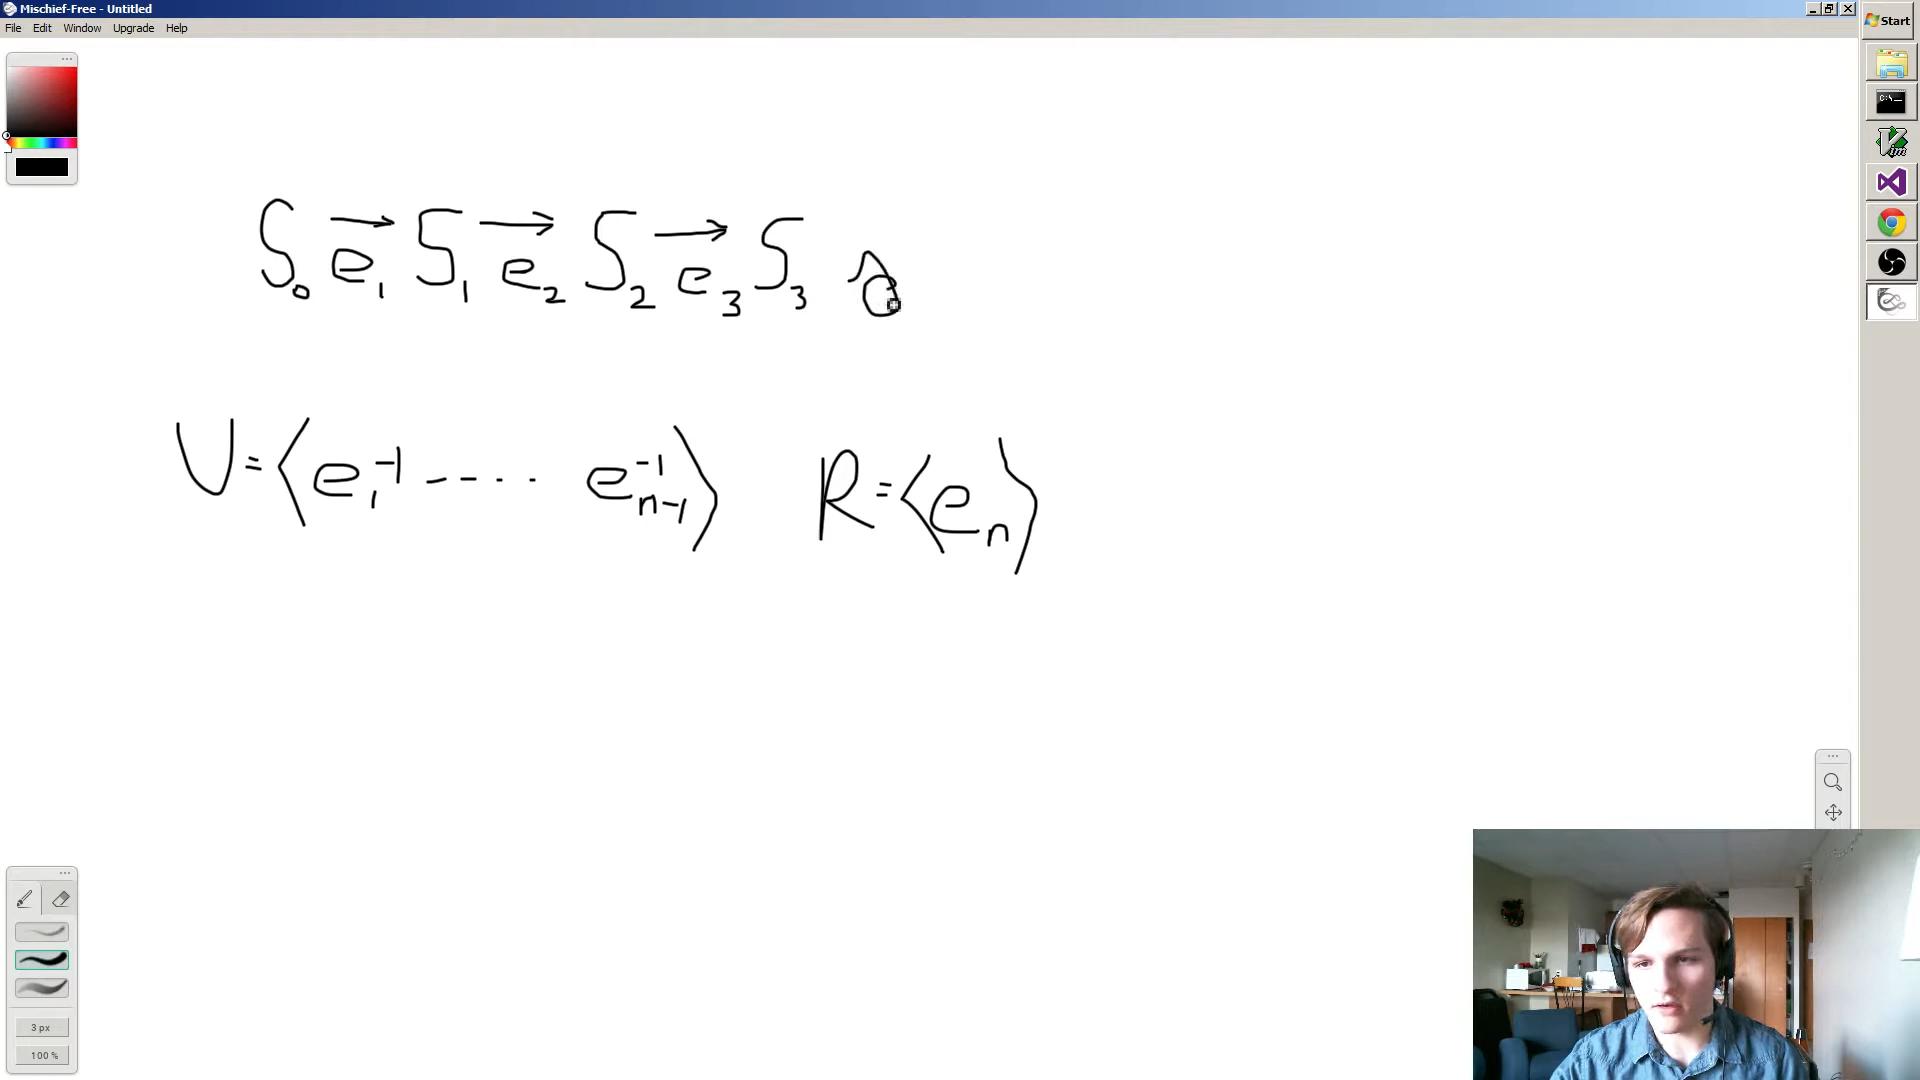 Mischief-Free - Untitled
Start
File Edit Window Upgrade Help
S₀ →e₁ S₁ →e₂ S₂ →e₃ S₃
U=⟨e₁⁻¹ ----- eₙ₋₁⁻¹⟩ R=⟨eₙ⟩
3 px
100 %